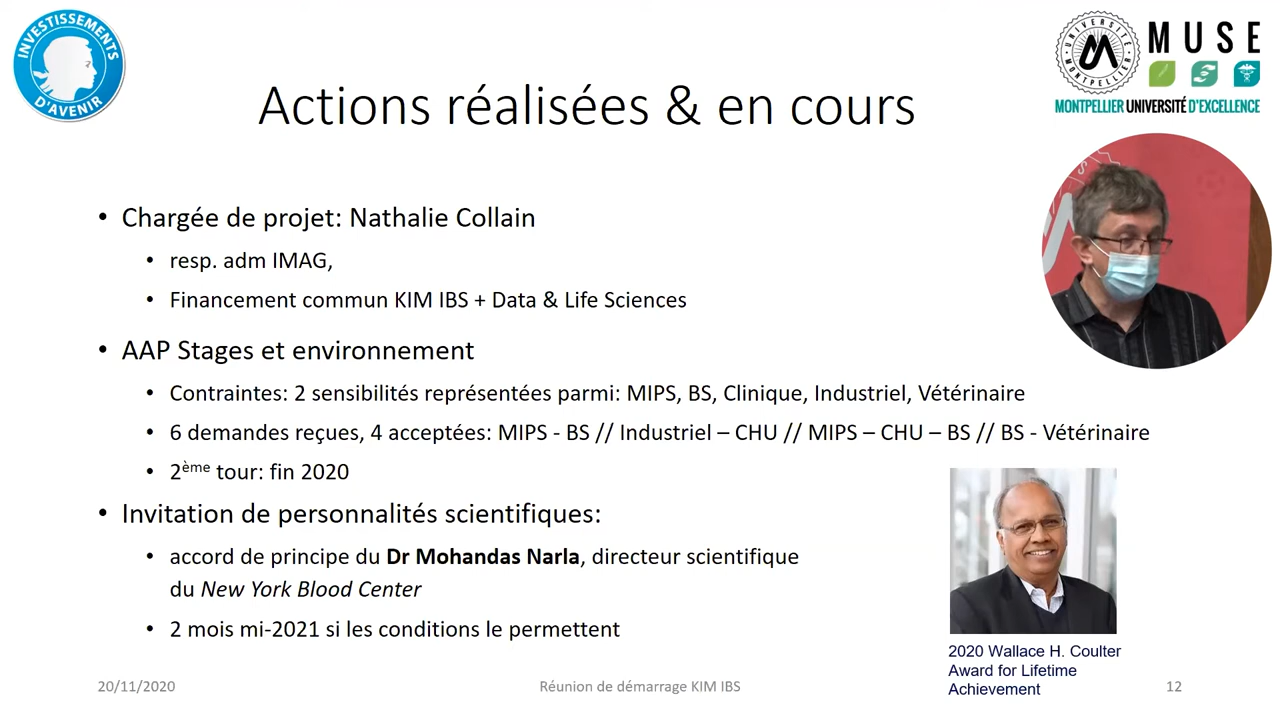 INVESTISSEMENTS
D'AVENIR
UNIVERSITÉ
MONTPELLIER
MUSE
MONTPELLIER UNIVERSITÉ D'EXCELLENCE
Actions réalisées & en cours
• Chargée de projet: Nathalie Collain
• resp. adm IMAG,
• Financement commun KIM IBS + Data & Life Sciences
• AAP Stages et environnement
• Contraintes: 2 sensibilités représentées parmi: MIPS, BS, Clinique, Industriel, Vétérinaire
• 6 demandes reçues, 4 acceptées: MIPS - BS // Industriel – CHU // MIPS – CHU – BS // BS - Vétérinaire
• 2ème tour: fin 2020
• Invitation de personnalités scientifiques:
• accord de principe du Dr Mohandas Narla, directeur scientifique
du New York Blood Center
• 2 mois mi-2021 si les conditions le permettent
2020 Wallace H. Coulter
Award for Lifetime
Achievement
20/11/2020
Réunion de démarrage KIM IBS
12